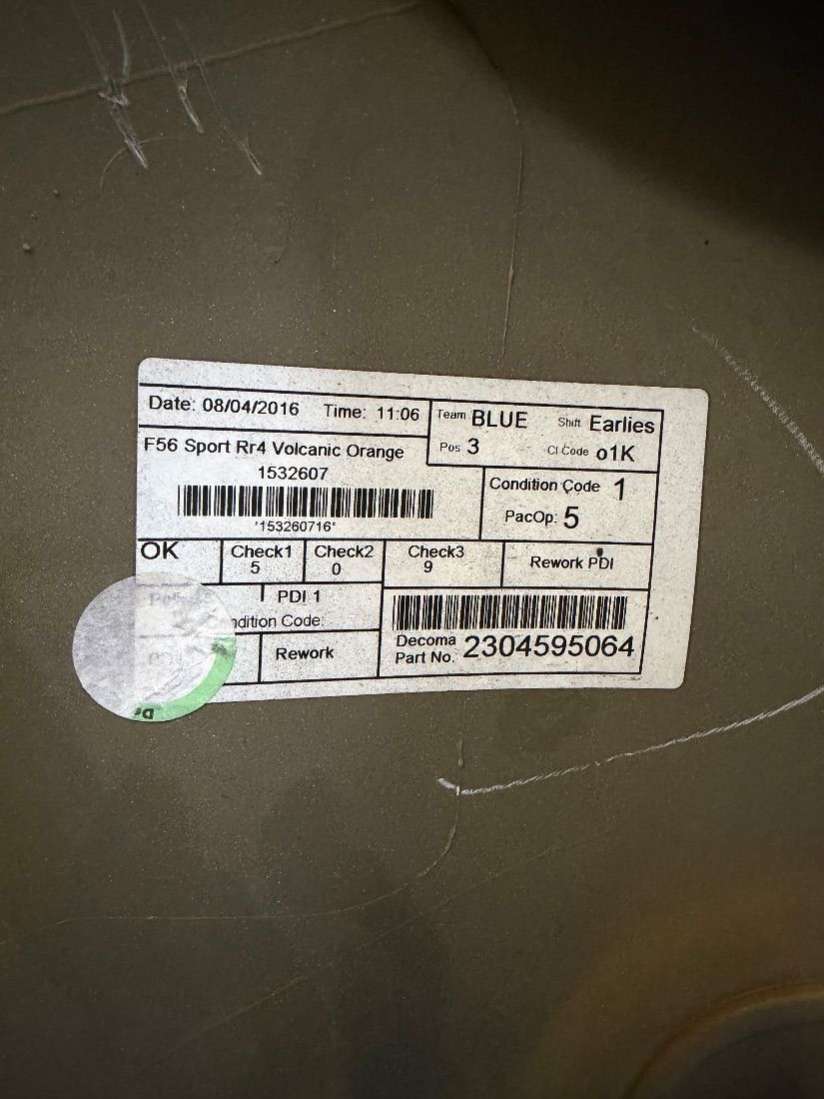 Date: 08/04/2016 Time: 11:06
Team BLUE Shift Earlies
Pos 3 CI Code o1K
F56 Sport Rr4 Volcanic Orange
1532607
*153260716*
Condition Code 1
PacOp: 5
OK
Check1
5
Check2
0
Check3
9
Rework PDI
PDI 1
ndition Code:
Rework
Decoma
Part No. 2304595064